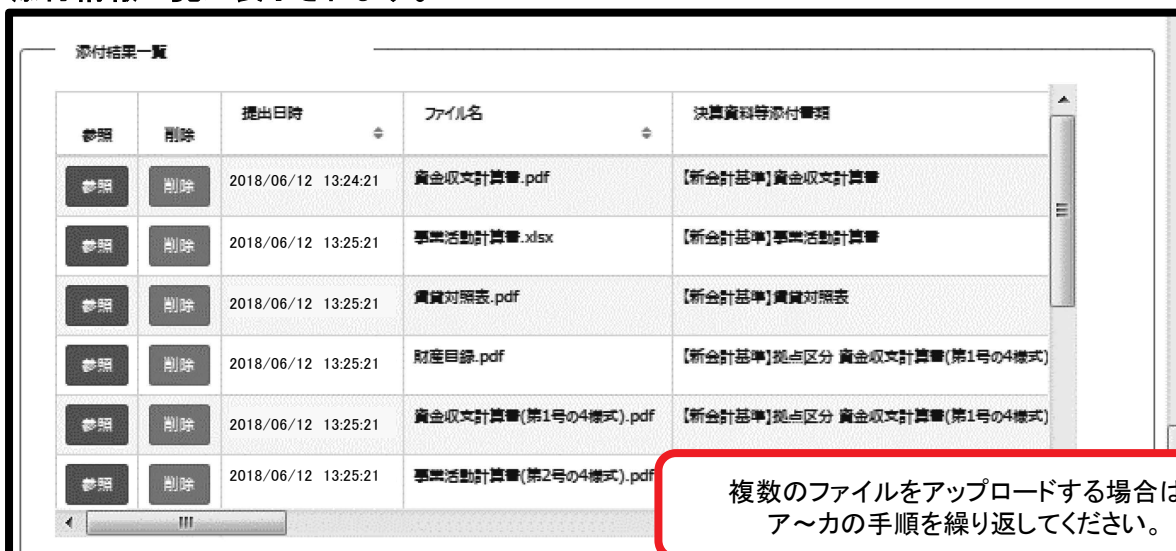 添付結果一覧
参照 削除 提出日時 ファイル名 決算資料等添付書類
参照 削除 2018/06/12 13:24:21 資金収支計算書.pdf 【新会計基準】資金収支計算書
参照 削除 2018/06/12 13:25:21 事業活動計算書.xlsx 【新会計基準】事業活動計算書
参照 削除 2018/06/12 13:25:21 賃貸対照表.pdf 【新会計基準】賃貸対照表
参照 削除 2018/06/12 13:25:21 財産目録.pdf 【新会計基準】拠点区分 資金収支計算書(第1号の4様式)
参照 削除 2018/06/12 13:25:21 資金収支計算書(第1号の4様式).pdf 【新会計基準】拠点区分 資金収支計算書(第1号の4様式)
参照 削除 2018/06/12 13:25:21 事業活動計算書(第2号の4様式).pdf
複数のファイルをアップロードする場合は
ア～カの手順を繰り返してください。